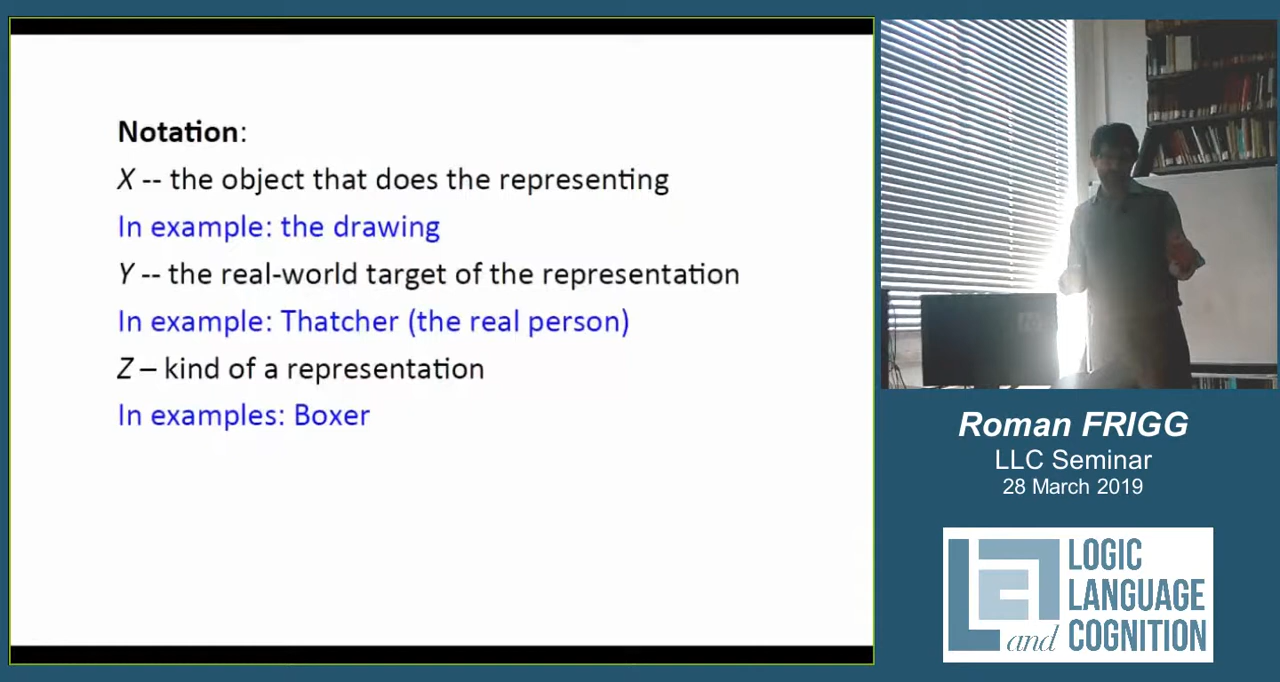 Notation:
X -- the object that does the representing
In example: the drawing
Y -- the real-world target of the representation
In example: Thatcher (the real person)
Z – kind of a representation
In examples: Boxer
Roman FRIGG
LLC Seminar
28 March 2019
LOGIC
LANGUAGE
and COGNITION